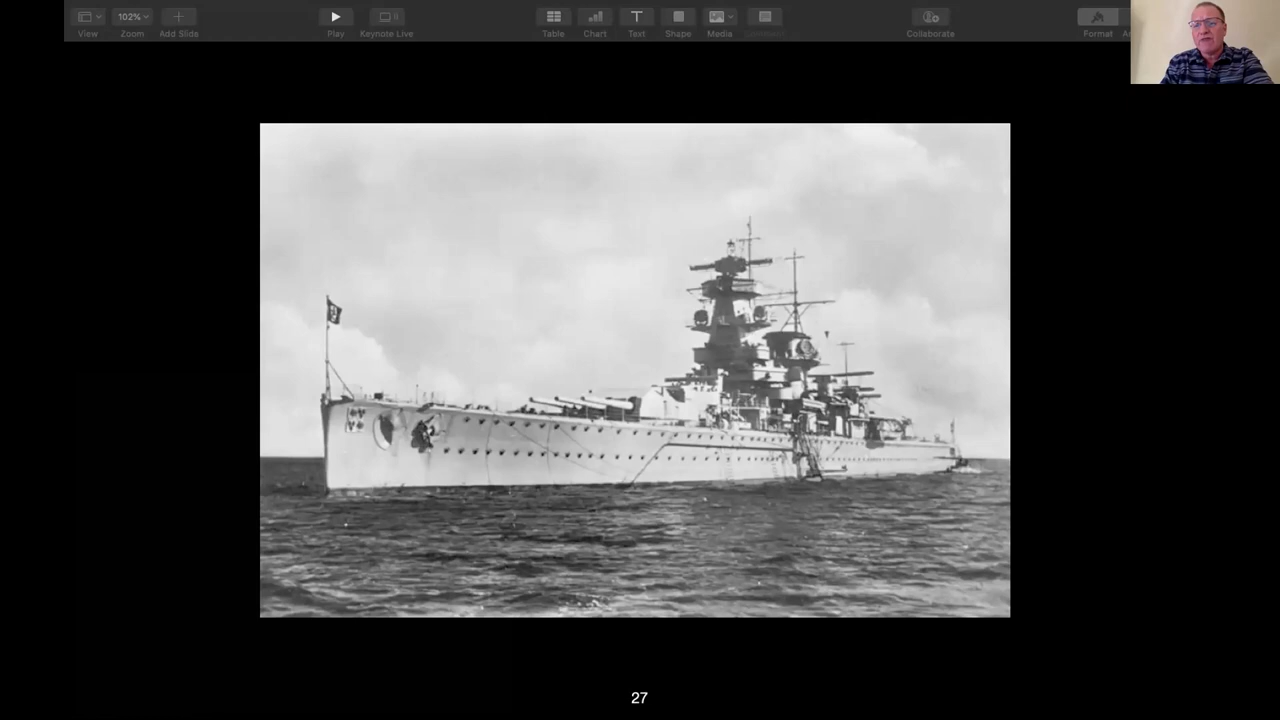 102%
View
Zoom
Add Slide
Play
Keynote Live
Table
Chart
Text
Shape
Media
Collaborate
Format
27